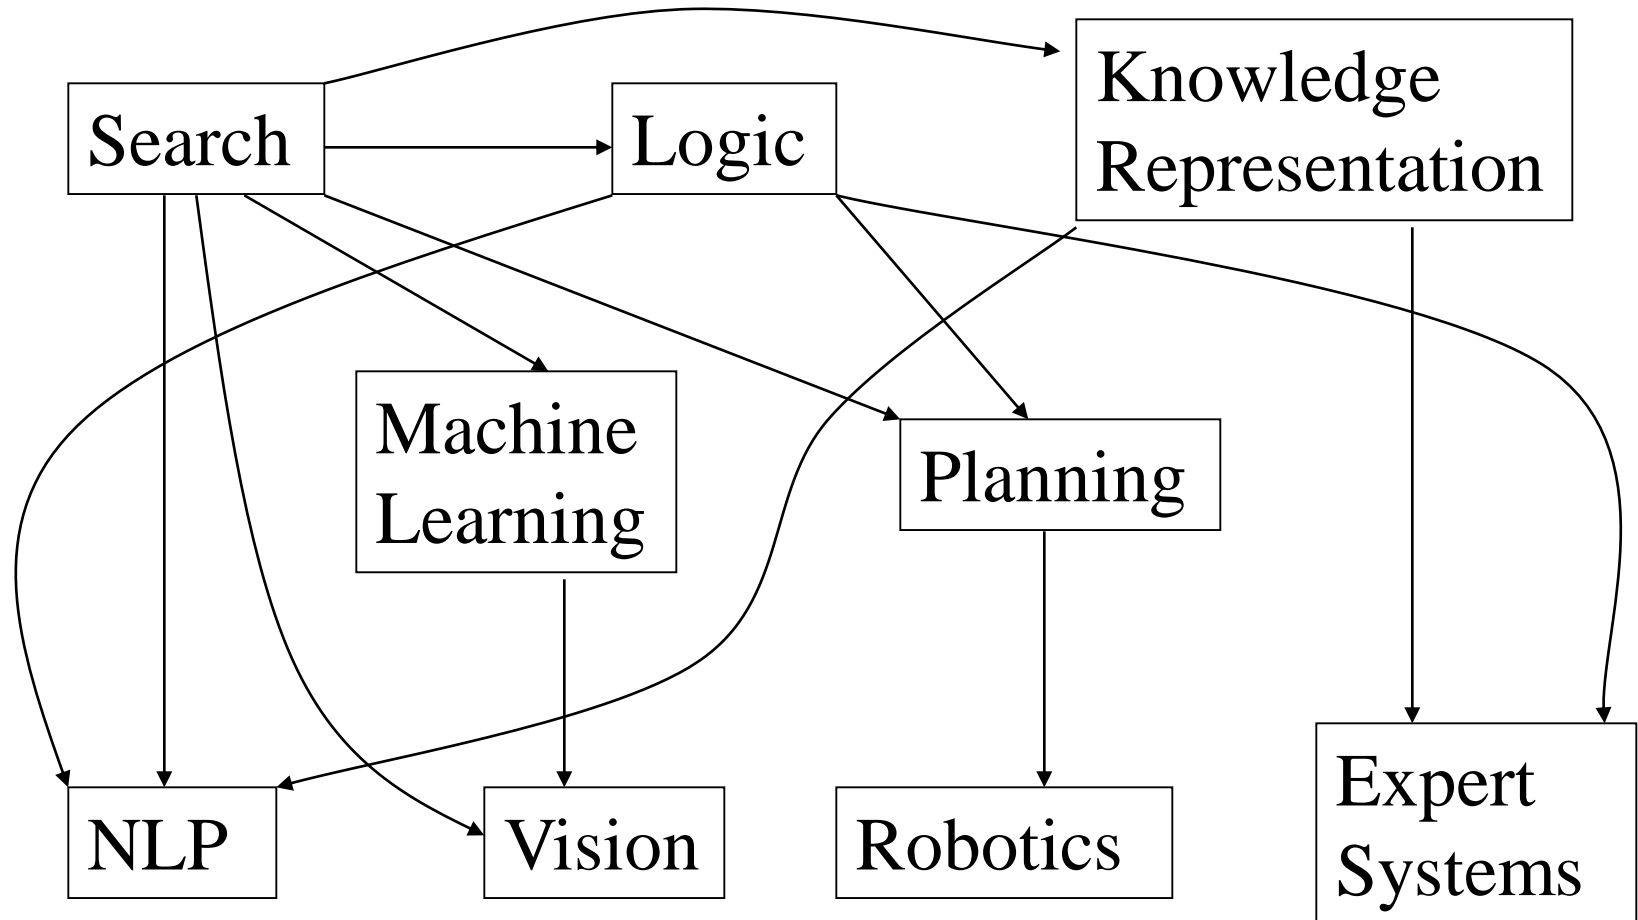 Search
Logic
Knowledge
Representation
Machine
Learning
Planning
NLP
Vision
Robotics
Expert
Systems